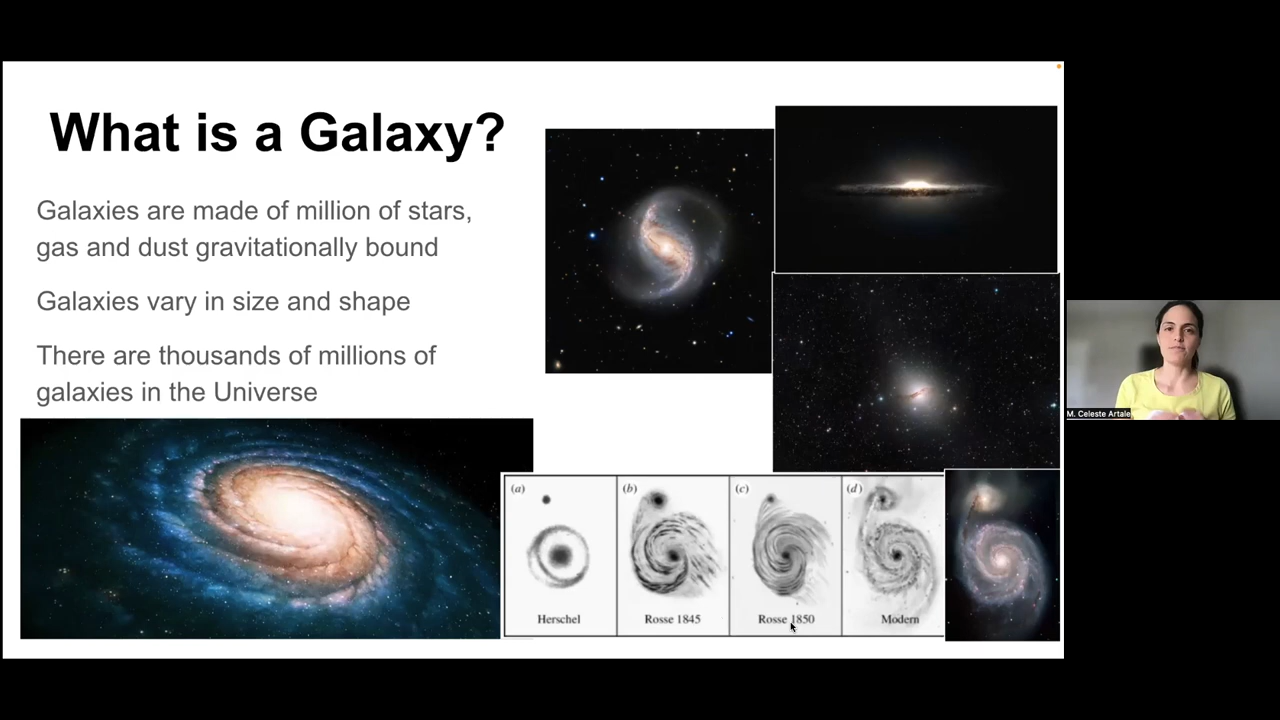 What is a Galaxy?
Galaxies are made of million of stars,
gas and dust gravitationally bound
Galaxies vary in size and shape
There are thousands of millions of
galaxies in the Universe
(a)
(b)
(c)
(d)
Herschel
Rosse 1845
Rosse 1850
Modern
M. Celeste Artale